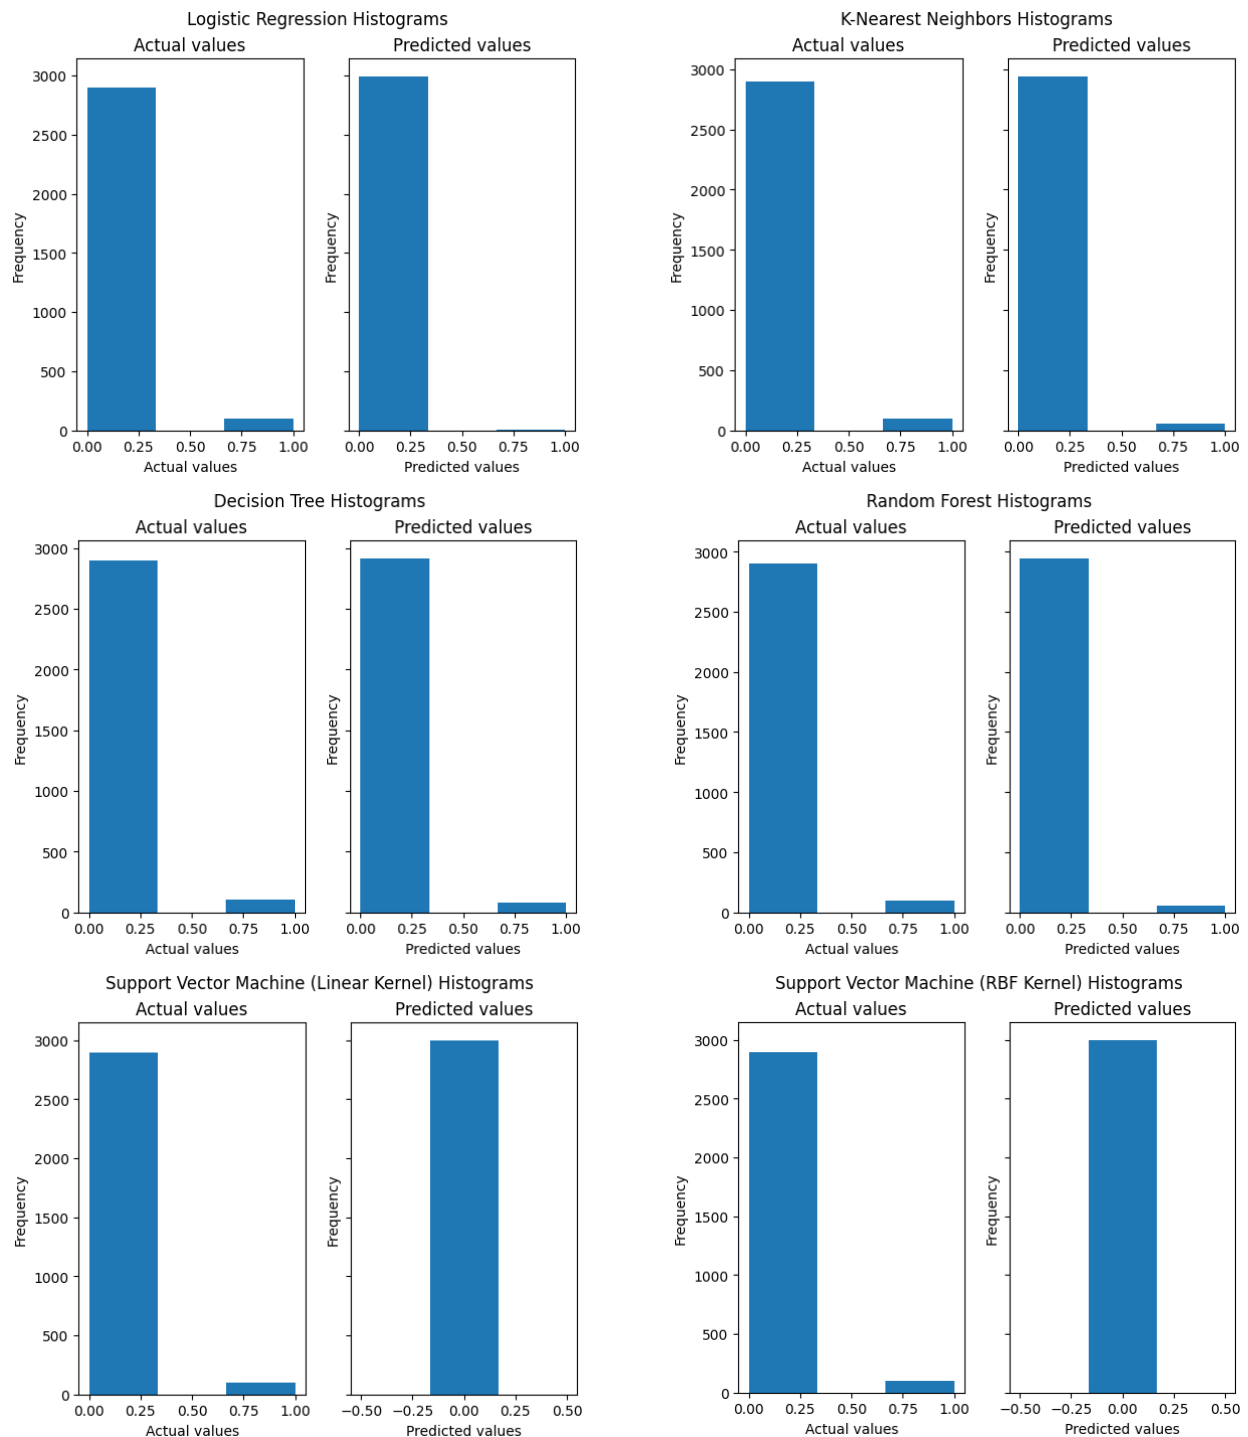 Logistic Regression Histograms
Actual values
Predicted values
Frequency
3000
2500
2000
1500
1000
500
0
0.00 0.25 0.50 0.75 1.00
Actual values
Frequency
0.00 0.25 0.50 0.75 1.00
Predicted values
K-Nearest Neighbors Histograms
Actual values
Predicted values
Frequency
3000
2500
2000
1500
1000
500
0
0.00 0.25 0.50 0.75 1.00
Actual values
Frequency
0.00 0.25 0.50 0.75 1.00
Predicted values
Decision Tree Histograms
Actual values
Predicted values
Frequency
3000
2500
2000
1500
1000
500
0
0.00 0.25 0.50 0.75 1.00
Actual values
Frequency
0.00 0.25 0.50 0.75 1.00
Predicted values
Random Forest Histograms
Actual values
Predicted values
Frequency
3000
2500
2000
1500
1000
500
0
0.00 0.25 0.50 0.75 1.00
Actual values
Frequency
0.00 0.25 0.50 0.75 1.00
Predicted values
Support Vector Machine (Linear Kernel) Histograms
Actual values
Predicted values
Frequency
3000
2500
2000
1500
1000
500
0
0.00 0.25 0.50 0.75 1.00
Actual values
Frequency
−0.50 −0.25 0.00 0.25 0.50
Predicted values
Support Vector Machine (RBF Kernel) Histograms
Actual values
Predicted values
Frequency
3000
2500
2000
1500
1000
500
0
0.00 0.25 0.50 0.75 1.00
Actual values
Frequency
−0.50 −0.25 0.00 0.25 0.50
Predicted values